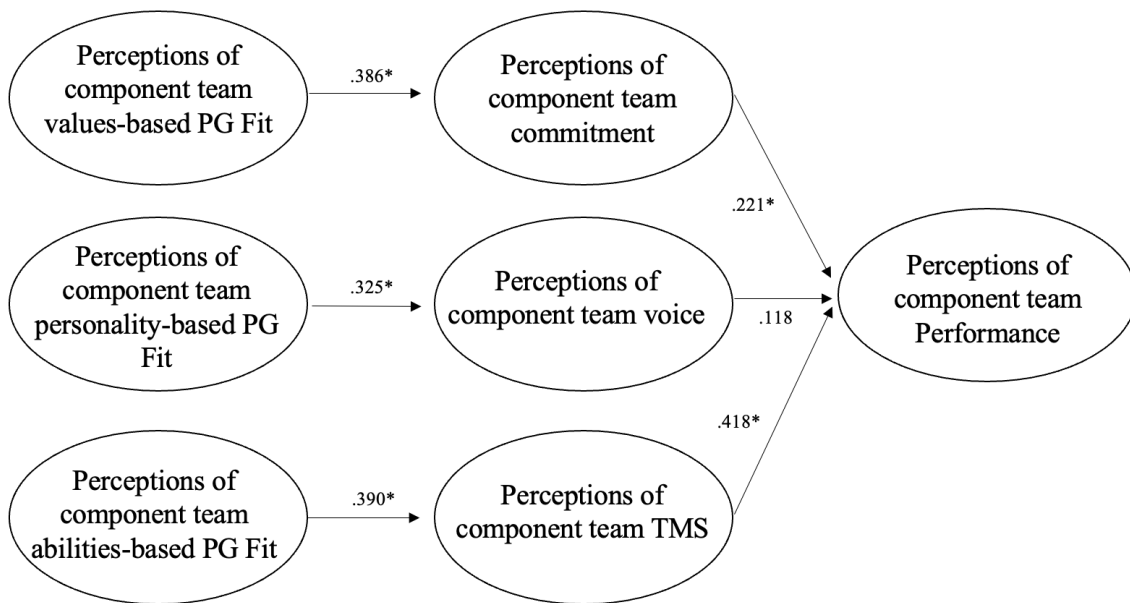 Perceptions of
component team
values-based PG Fit
.386*
Perceptions of
component team
commitment
.221*
Perceptions of
component team
personality-based PG
Fit
.325*
Perceptions of
component team voice
.118
Perceptions of
component team
Performance
.418*
Perceptions of
component team
abilities-based PG Fit
.390*
Perceptions of
component team TMS